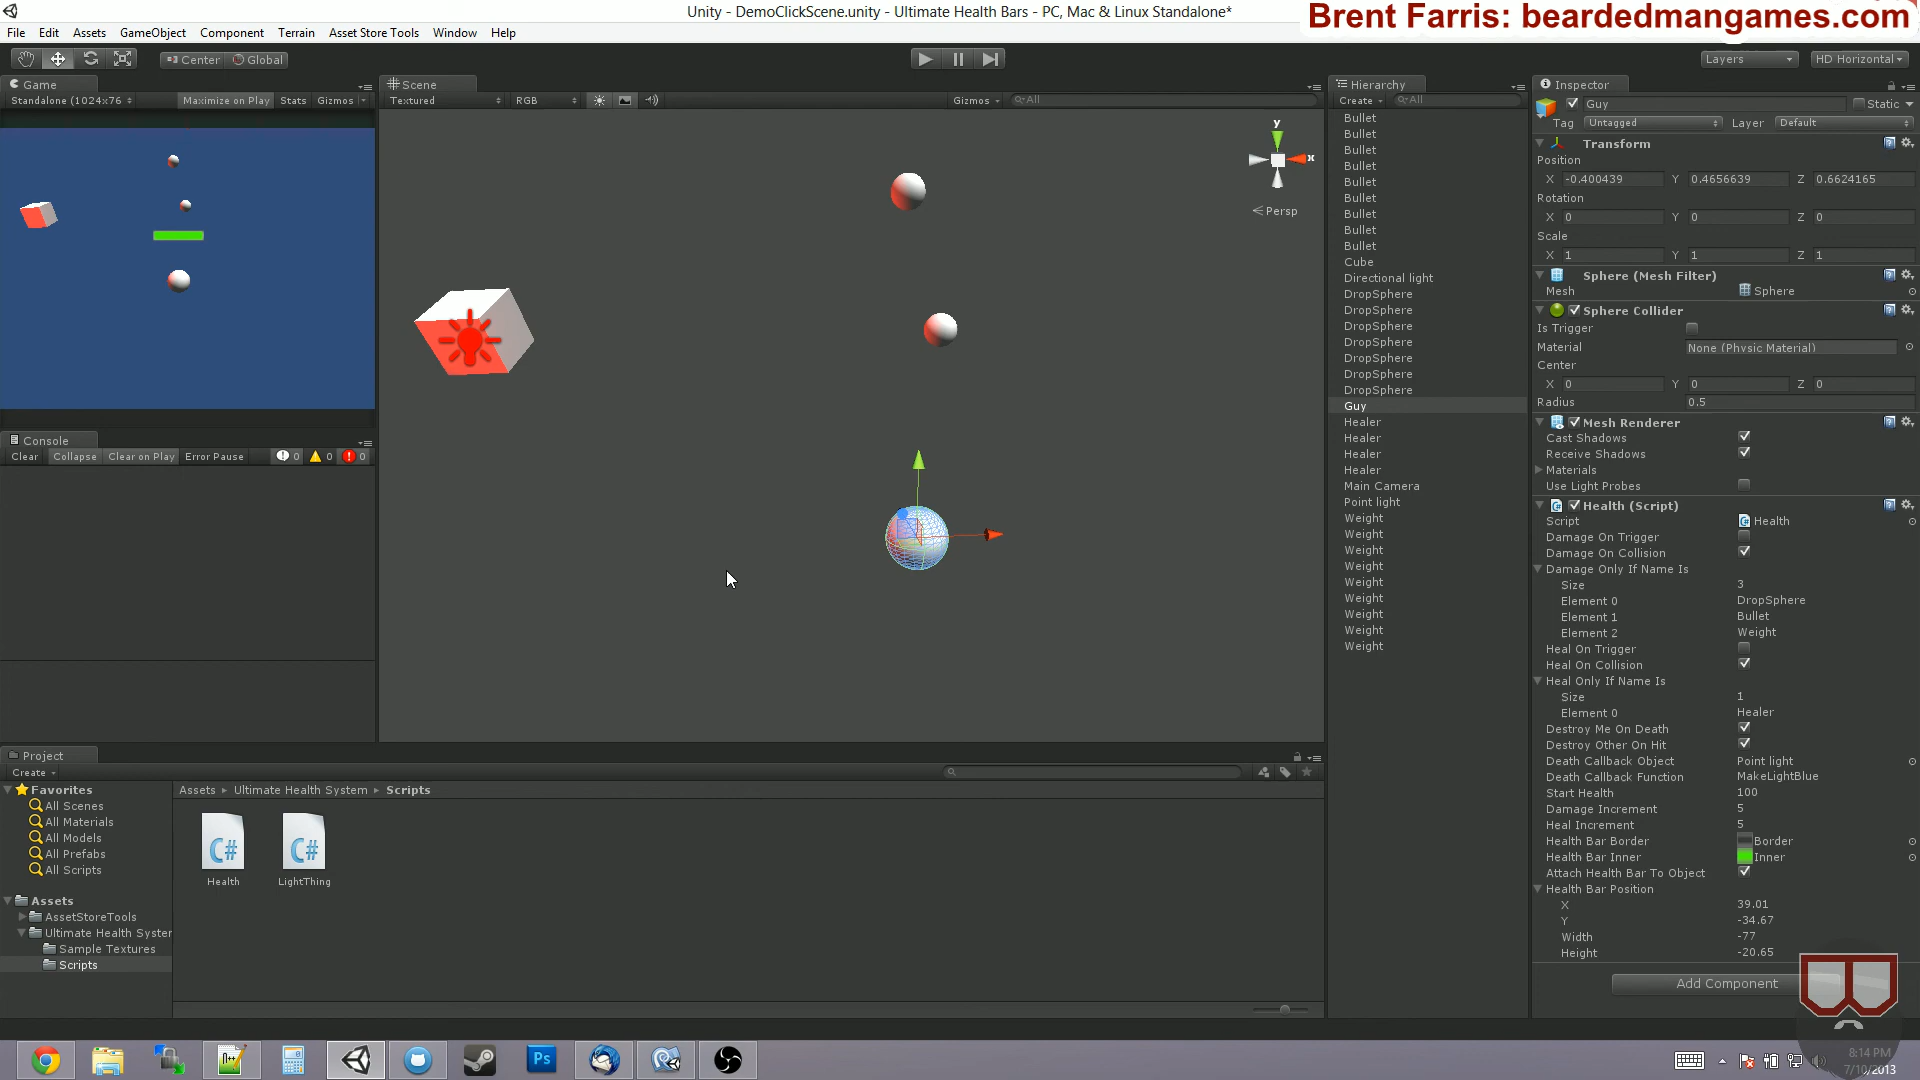 Unity - DemoClickScene.unity - Ultimate Health Bars - PC, Mac & Linux Standalone*
Brent Farris: beardedmangames.com
File Edit Assets GameObject Component Terrain Asset Store Tools Window Help
Center Global
Layers HD Horizontal
Game
Standalone (1024x76 Maximize on Play Stats Gizmos
Scene
Textured RGB Gizmos All
y
x
Persp
Console
Clear Collapse Clear on Play Error Pause 0 0 0
Hierarchy
Create All
Bullet
Bullet
Bullet
Bullet
Bullet
Bullet
Bullet
Bullet
Bullet
Cube
Directional light
DropSphere
DropSphere
DropSphere
DropSphere
DropSphere
DropSphere
DropSphere
Guy
Healer
Healer
Healer
Healer
Main Camera
Point light
Weight
Weight
Weight
Weight
Weight
Weight
Weight
Weight
Weight
Inspector
Guy Static
Tag Untagged Layer Default
Transform
Position
X -0.400439 Y 0.4656639 Z 0.6624165
Rotation
X 0 Y 0 Z 0
Scale
X 1 Y 1 Z 1
Sphere (Mesh Filter)
Mesh Sphere
Sphere Collider
Is Trigger
Material None (Physic Material)
Center
X 0 Y 0 Z 0
Radius 0.5
Mesh Renderer
Cast Shadows
Receive Shadows
Materials
Use Light Probes
Health (Script)
Script Health
Damage On Trigger
Damage On Collision
Damage Only If Name Is
Size 3
Element 0 DropSphere
Element 1 Bullet
Element 2 Weight
Heal On Trigger
Heal On Collision
Heal Only If Name Is
Size 1
Element 0 Healer
Destroy Me On Death
Destroy Other On Hit
Death Callback Object Point light
Death Callback Function MakeLightBlue
Start Health 100
Damage Increment 5
Heal Increment 5
Health Bar Border Border
Health Bar Inner Inner
Attach Health Bar To Object
Health Bar Position
X 39.01
Y -34.67
Width -77
Height -20.65
Add Component
Project
Create
Favorites
All Scenes
All Materials
All Models
All Prefabs
All Scripts
Assets
AssetStoreTools
Ultimate Health Syster
Sample Textures
Scripts
Assets Ultimate Health System Scripts
C# C#
Health LightThing
Ps
8:14 PM
7/10/2013